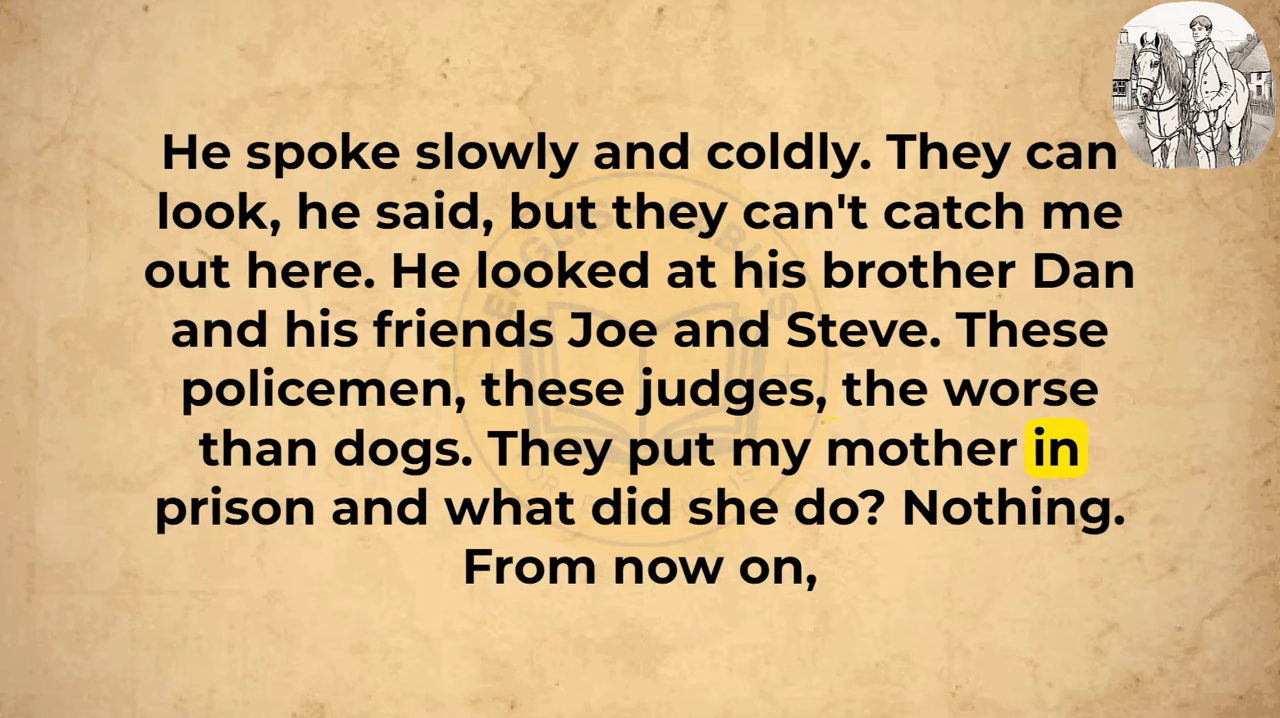 He spoke slowly and coldly. They can
look, he said, but they can't catch me
out here. He looked at his brother Dan
and his friends Joe and Steve. These
policemen, these judges, the worse
than dogs. They put my mother in
prison and what did she do? Nothing.
From now on,